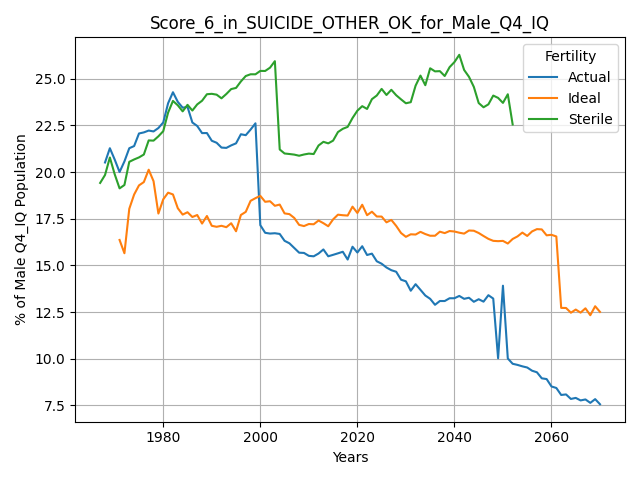 Score_6_in_SUICIDE_OTHER_OK_for_Male_Q4_IQ
Fertility
Actual
Ideal
Sterile
% of Male Q4_IQ Population
25.0
22.5
20.0
17.5
15.0
12.5
10.0
7.5
1980
2000
2020
2040
2060
Years